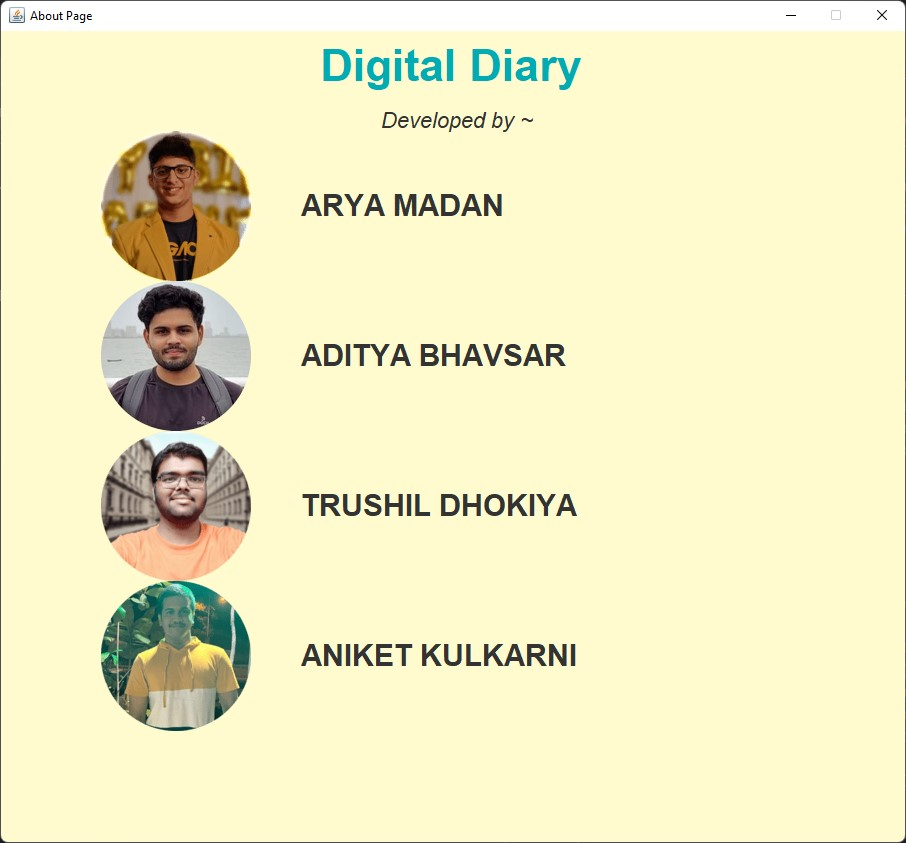 About Page
Digital Diary
Developed by ~
ARYA MADAN
ADITYA BHAVSAR
TRUSHIL DHOKIYA
ANIKET KULKARNI